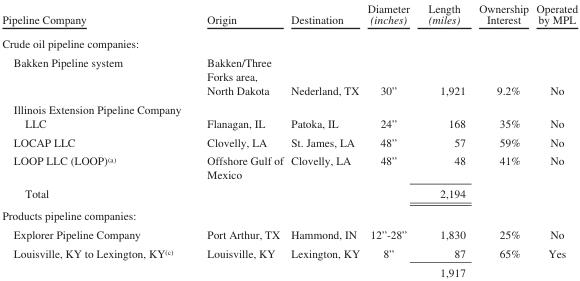 Diameter Length Ownership Operated
Pipeline Company Origin Destination (inches) (miles) Interest by MPL
Crude oil pipeline companies:
Bakken Pipeline system Bakken/Three
Forks area,
North Dakota Nederland, TX 30” 1,921 9.2% No
Illinois Extension Pipeline Company
LLC Flanagan, IL Patoka, IL 24” 168 35% No
LOCAP LLC Clovelly, LA St. James, LA 48” 57 59% No
LOOP LLC (LOOP)(a) Offshore Gulf of Clovelly, LA 48” 48 41% No
Mexico
Total 2,194
Products pipeline companies:
Explorer Pipeline Company Port Arthur, TX Hammond, IN 12”-28” 1,830 25% No
Louisville, KY to Lexington, KY(c) Louisville, KY Lexington, KY 8” 87 65% Yes
1,917